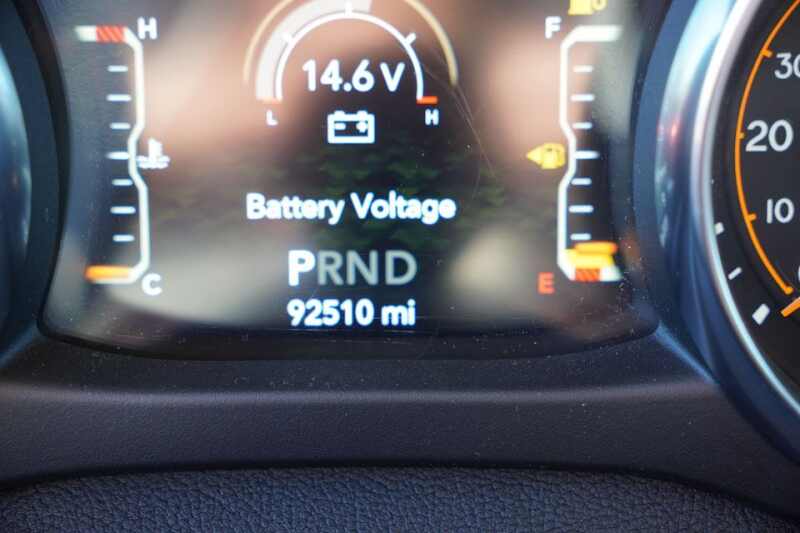 H
F
14.6 V
L
H
Battery Voltage
PRND
C
E
92510 mi
30
20
10